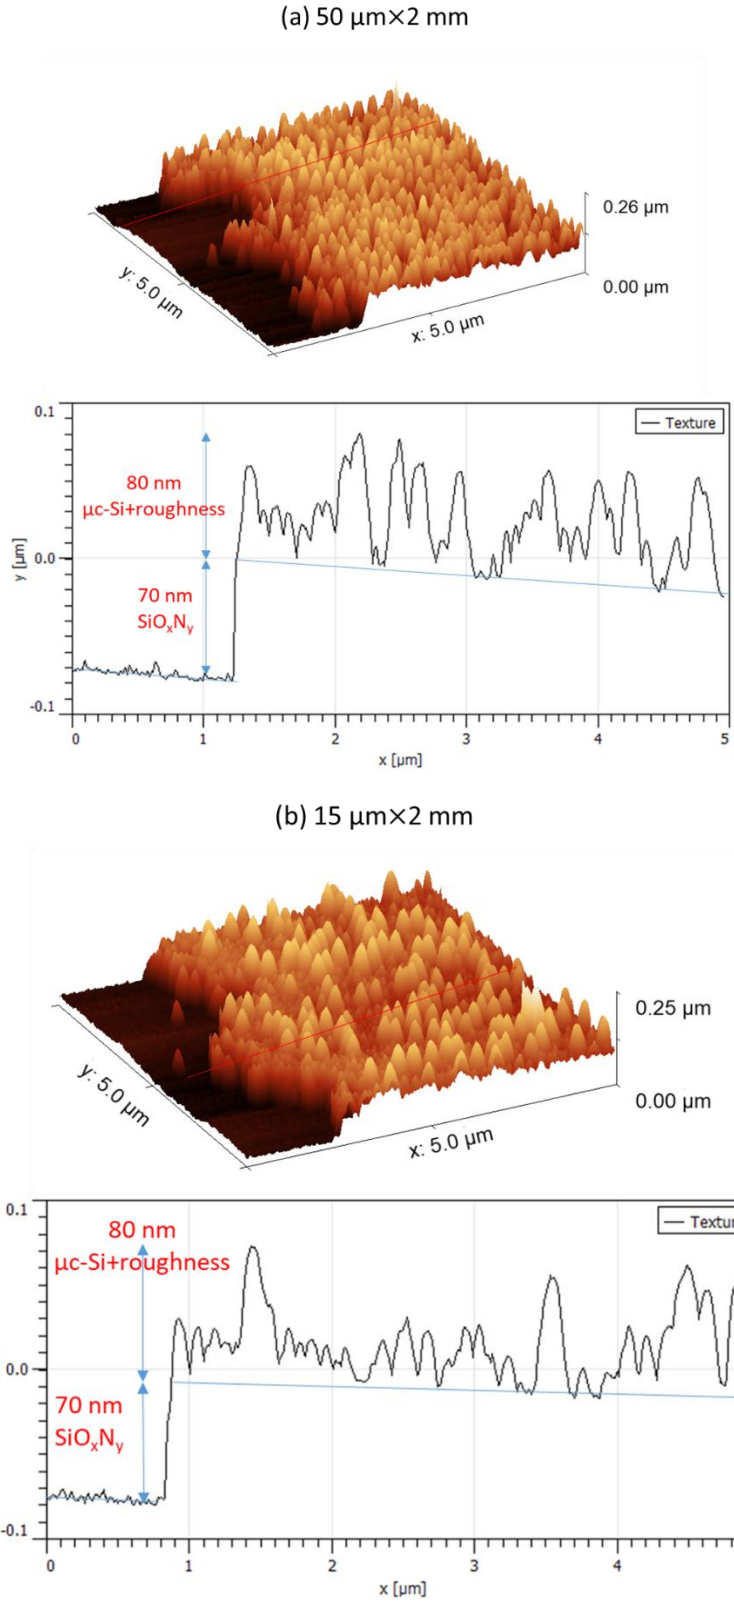 (a) 50 µm×2 mm
0.26 µm
0.00 µm
y: 5.0 µm
x: 5.0 µm
0.1
Texture
80 nm
µc-Si+roughness
y [µm]
0.0
70 nm
SiOxNy
-0.1
0 1 2 3 4 5
x [µm]
(b) 15 µm×2 mm
0.25 µm
0.00 µm
y: 5.0 µm
x: 5.0 µm
0.1
80 nm
Textur
µc-Si+roughness
0.0
70 nm
SiOxNy
-0.1
0 1 2 3 4
x [µm]